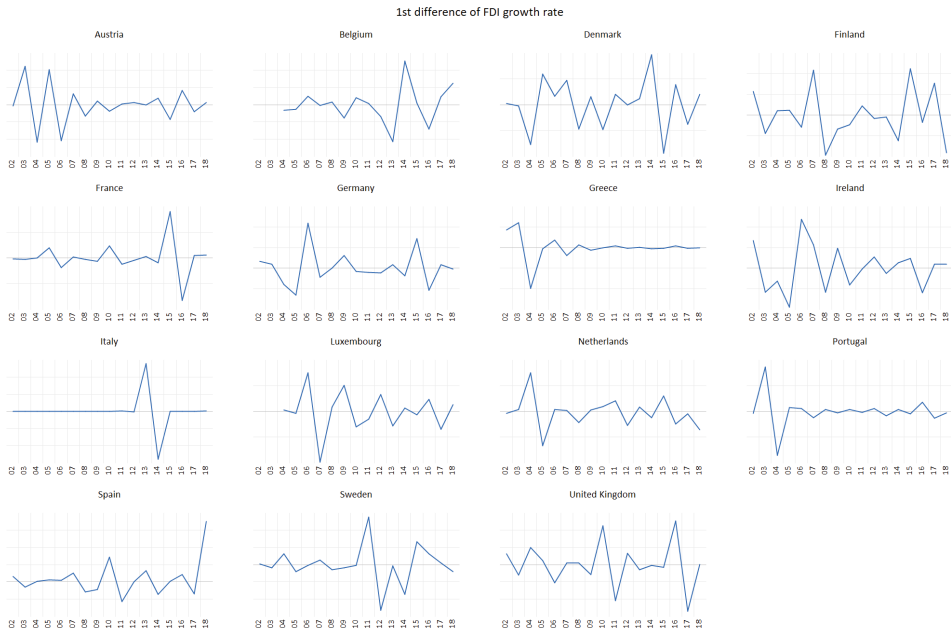 1st difference of FDI growth rate
Austria Belgium Denmark Finland
02 03 04 05 06 07 08 09 10 11 12 13 14 15 16 17 18 02 03 04 05 06 07 08 09 10 11 12 13 14 15 16 17 18 02 03 04 05 06 07 08 09 10 11 12 13 14 15 16 17 18 02 03 04 05 06 07 08 09 10 11 12 13 14 15 16 17 18
France Germany Greece Ireland
02 03 04 05 06 07 08 09 10 11 12 13 14 15 16 17 18 02 03 04 05 06 07 08 09 10 11 12 13 14 15 16 17 18 02 03 04 05 06 07 08 09 10 11 12 13 14 15 16 17 18 02 03 04 05 06 07 08 09 10 11 12 13 14 15 16 17 18
Italy Luxembourg Netherlands Portugal
02 03 04 05 06 07 08 09 10 11 12 13 14 15 16 17 18 02 03 04 05 06 07 08 09 10 11 12 13 14 15 16 17 18 02 03 04 05 06 07 08 09 10 11 12 13 14 15 16 17 18 02 03 04 05 06 07 08 09 10 11 12 13 14 15 16 17 18
Spain Sweden United Kingdom
02 03 04 05 06 07 08 09 10 11 12 13 14 15 16 17 18 02 03 04 05 06 07 08 09 10 11 12 13 14 15 16 17 18 02 03 04 05 06 07 08 09 10 11 12 13 14 15 16 17 18